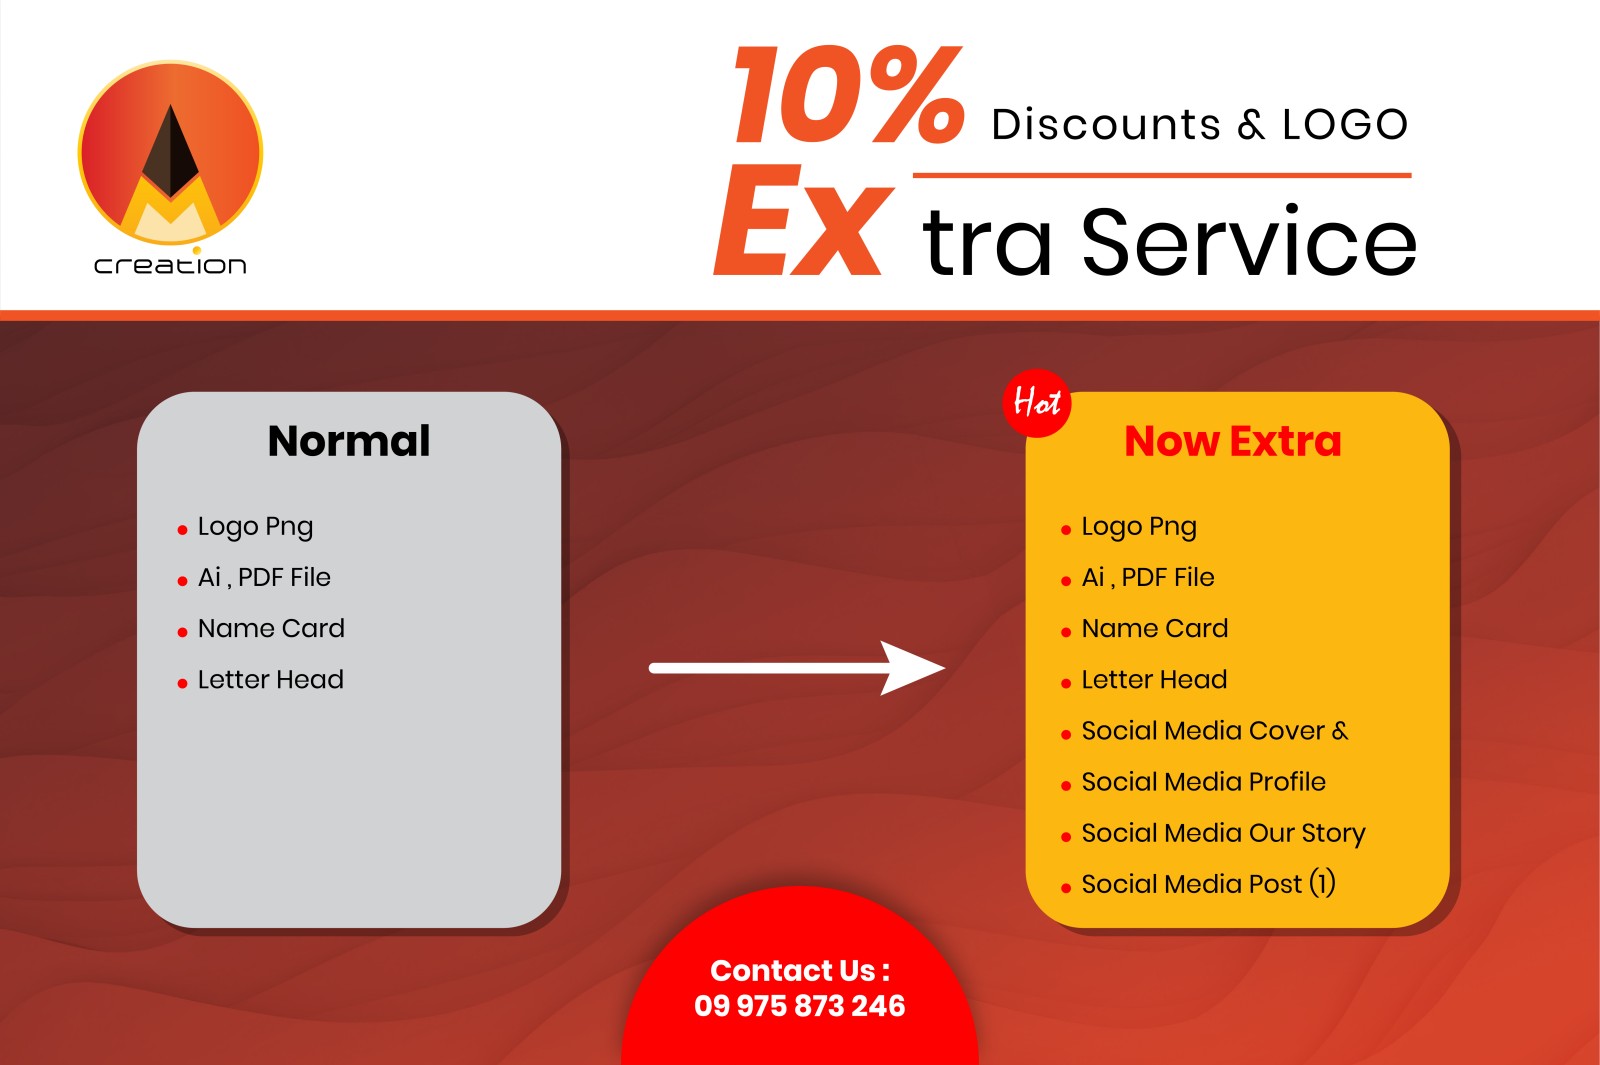 creation
10% Discounts & LOGO
Extra Service
Normal
Logo Png
Ai , PDF File
Name Card
Letter Head
Hot
Now Extra
Logo Png
Ai , PDF File
Name Card
Letter Head
Social Media Cover &
Social Media Profile
Social Media Our Story
Social Media Post (1)
Contact Us :
09 975 873 246